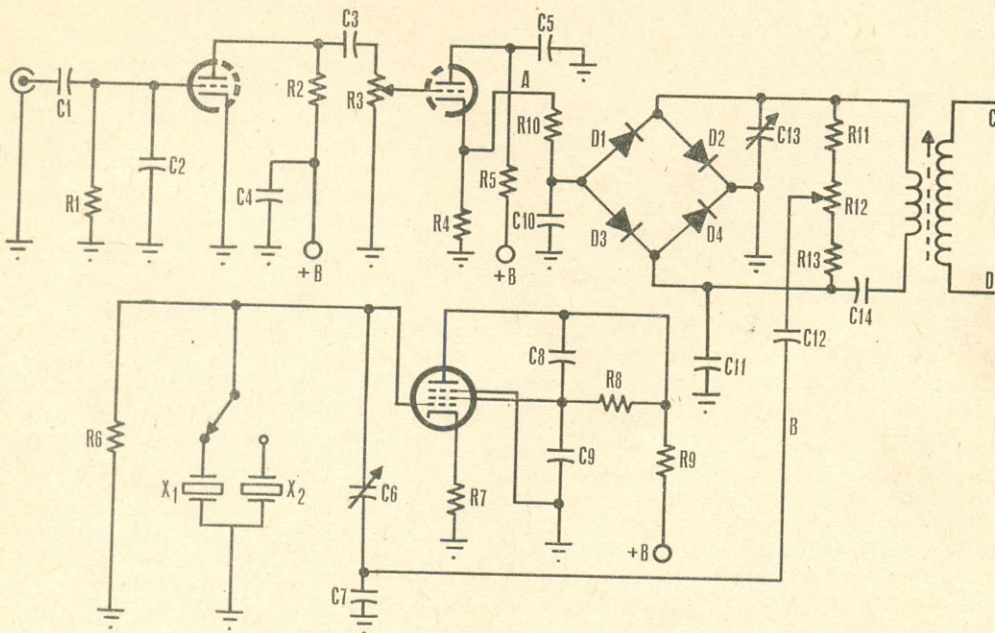 C1
R1
C2
R2
C3
R3
C4
+B
A
C5
R4
R5
+B
R10
C10
D1
D2
D3
D4
C13
R11
R12
R13
C14
C
D
C11
C12
B
R6
X1
X2
C6
C7
R7
C8
R8
C9
R9
+B